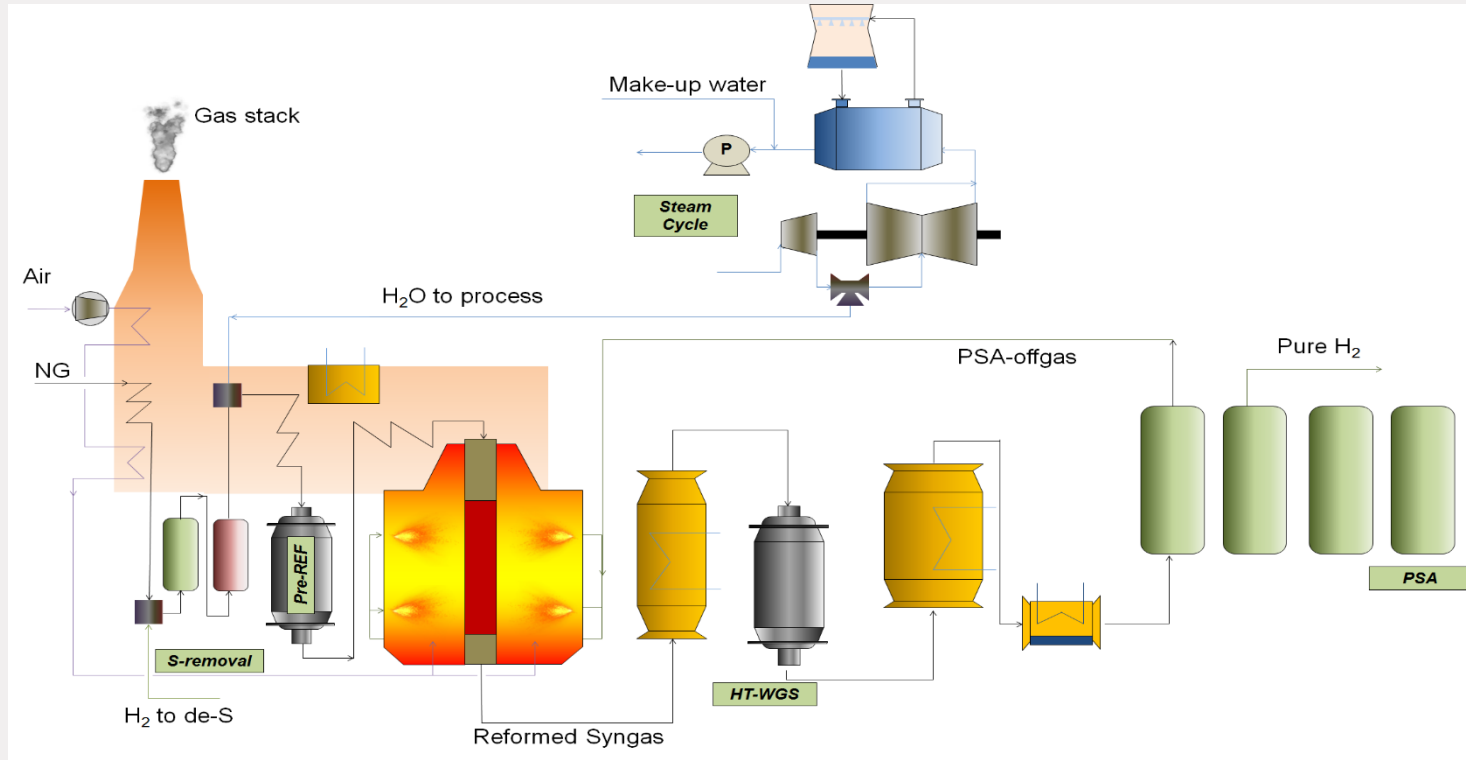 Make-up water
Gas stack
P
Steam
Cycle
Air
H₂O to process
NG
PSA-offgas
Pure H₂
Pre-REF
PSA
S-removal
HT-WGS
H₂ to de-S
Reformed Syngas